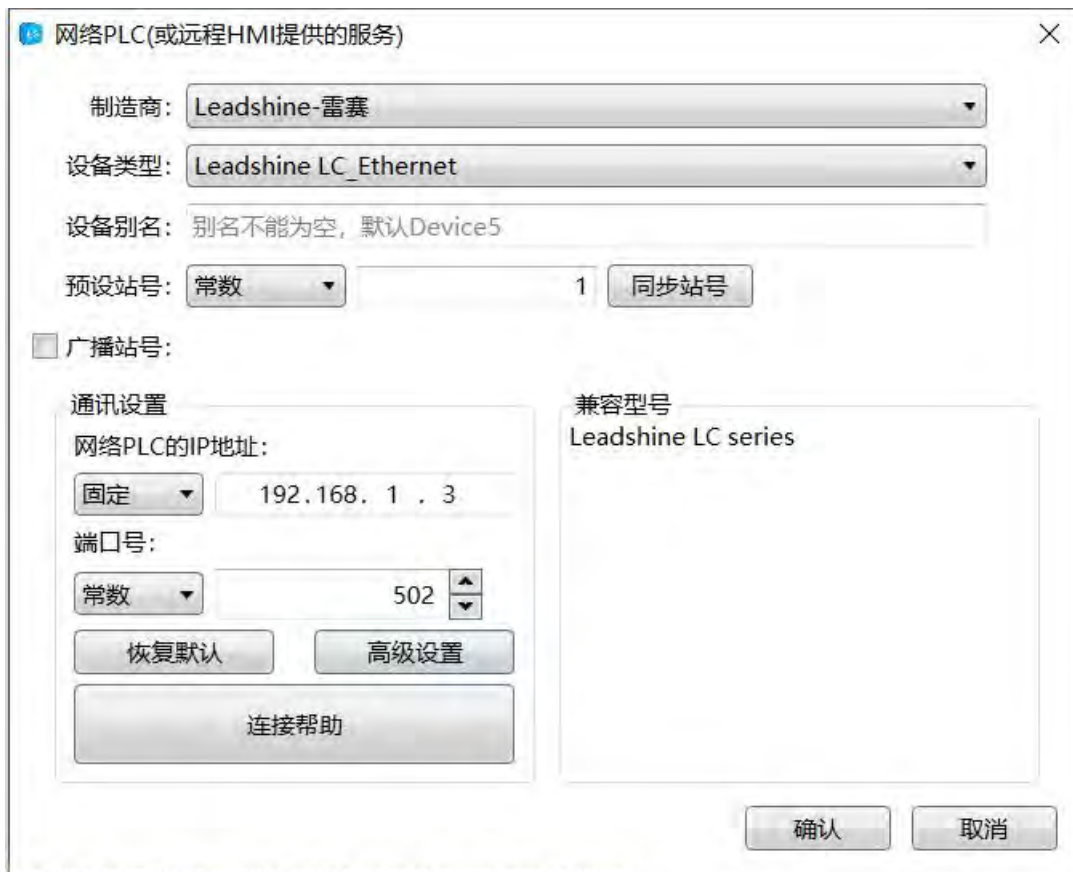 网络PLC(或远程HMI提供的服务)
制造商： Leadshine-雷赛
设备类型： Leadshine LC_Ethernet
设备别名： 别名不能为空，默认Device5
预设站号： 常数 1 同步站号
广播站号：
通讯设置
网络PLC的IP地址：
固定 192.168. 1 . 3
端口号：
常数 502
恢复默认 高级设置
连接帮助
兼容型号
Leadshine LC series
确认 取消